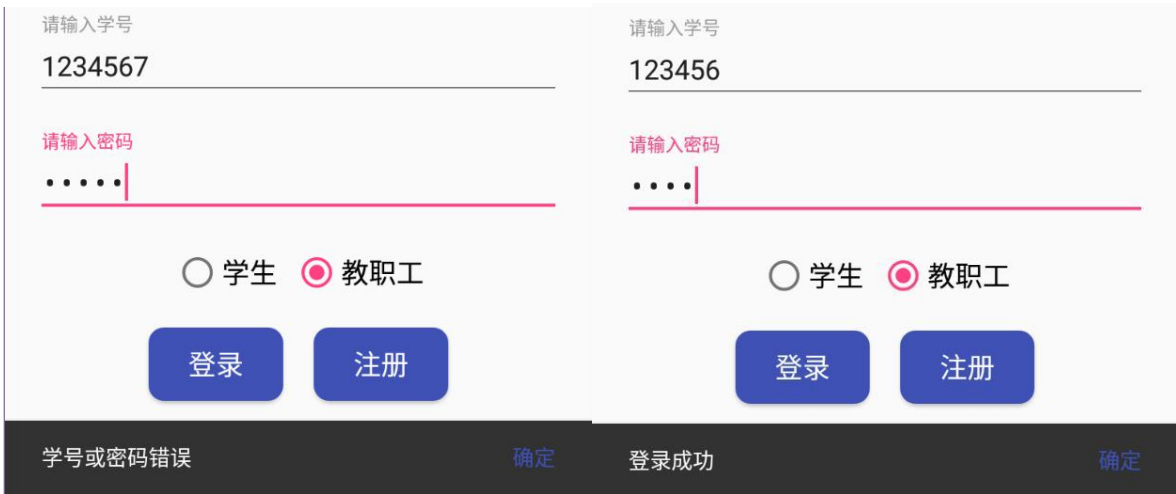 请输入学号
1234567
请输入密码
•••••
学生 教职工
登录 注册
学号或密码错误 确定
请输入学号
123456
请输入密码
••••
学生 教职工
登录 注册
登录成功 确定